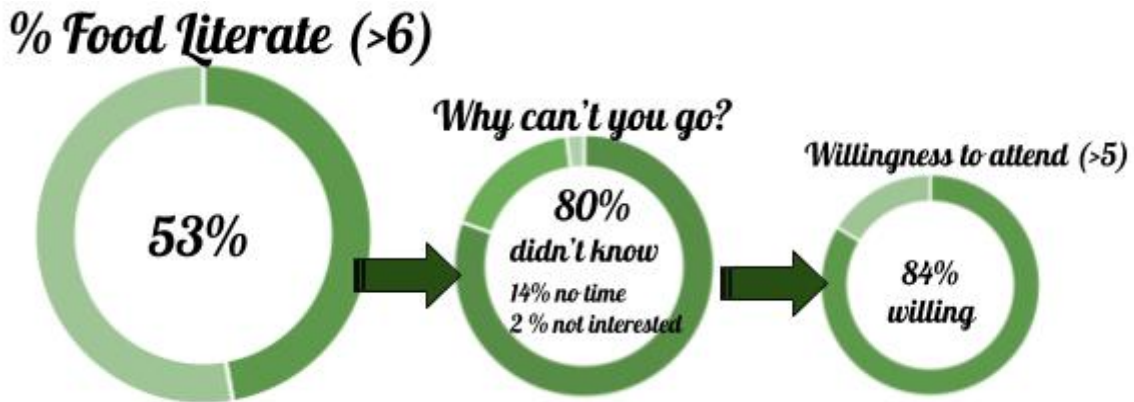 % Food Literate (>6)
53%
Why can't you go?
80%
didn't know
14% no time
2 % not interested
Willingness to attend (>5)
84%
willing